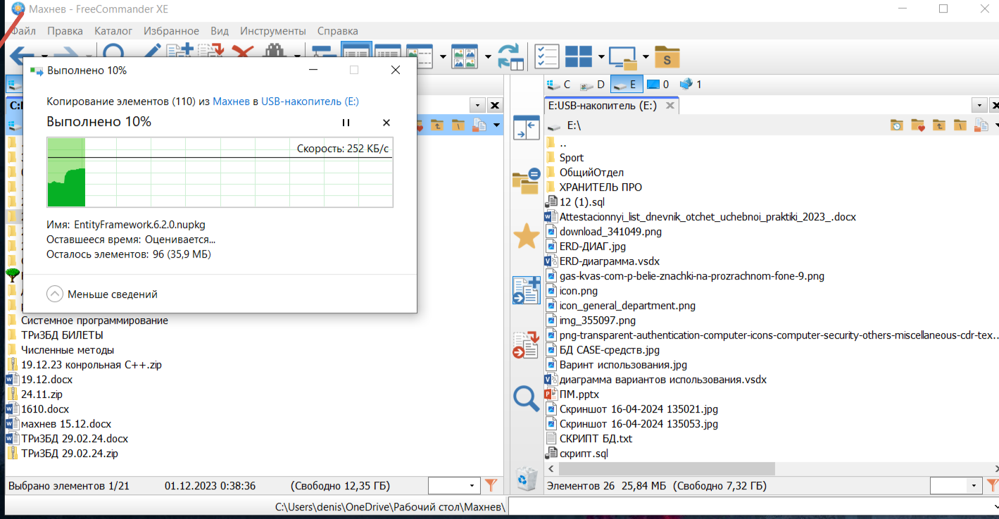 Махнев - FreeCommander XE
Файл Правка Каталог Избранное Вид Инструменты Справка
S
Выполнено 10%
Копирование элементов (110) из Махнев в USB-накопитель (E:)
Выполнено 10%
Скорость: 252 КБ/с
Имя: EntityFramework.6.2.0.nupkg
Оставшееся время: Оценивается...
Осталось элементов: 96 (35,9 МБ)
Меньше сведений
Системное программирование
ТРиЗБД БИЛЕТЫ
Численные методы
19.12.23 конрольная С++.zip
19.12.docx
24.11.zip
1610.docx
махнев 15.12.docx
ТРиЗБД 29.02.24.docx
ТРиЗБД 29.02.24.zip
Выбрано элементов 1/21 01.12.2023 0:38:36 (Свободно 12,35 ГБ)
C:\Users\denis\OneDrive\Рабочий стол\Махнев\
C D E 0 1
E:USB-накопитель (E:)
E:\
..
Sport
ОбщийОтдел
ХРАНИТЕЛЬ ПРО
12 (1).sql
Attestacionnyi_list_dnevnik_otchet_uchebnoi_praktiki_2023_.docx
download_341049.png
ERD-ДИАГ.jpg
ERD-диаграмма.vsdx
gas-kvas-com-p-belie-znachki-na-prozrachnom-fone-9.png
icon.png
icon_general_department.png
img_355097.png
png-transparent-authentication-computer-icons-computer-security-others-miscellaneous-cdr-tex...
БД CASE-средств.jpg
Варинт использования.jpg
диаграмма вариантов использования.vsdx
ПМ.pptx
Скриншот 16-04-2024 135021.jpg
Скриншот 16-04-2024 135053.jpg
СКРИПТ БД.txt
скрипт.sql
Элементов 26 25,84 МБ (Свободно 7,32 ГБ)